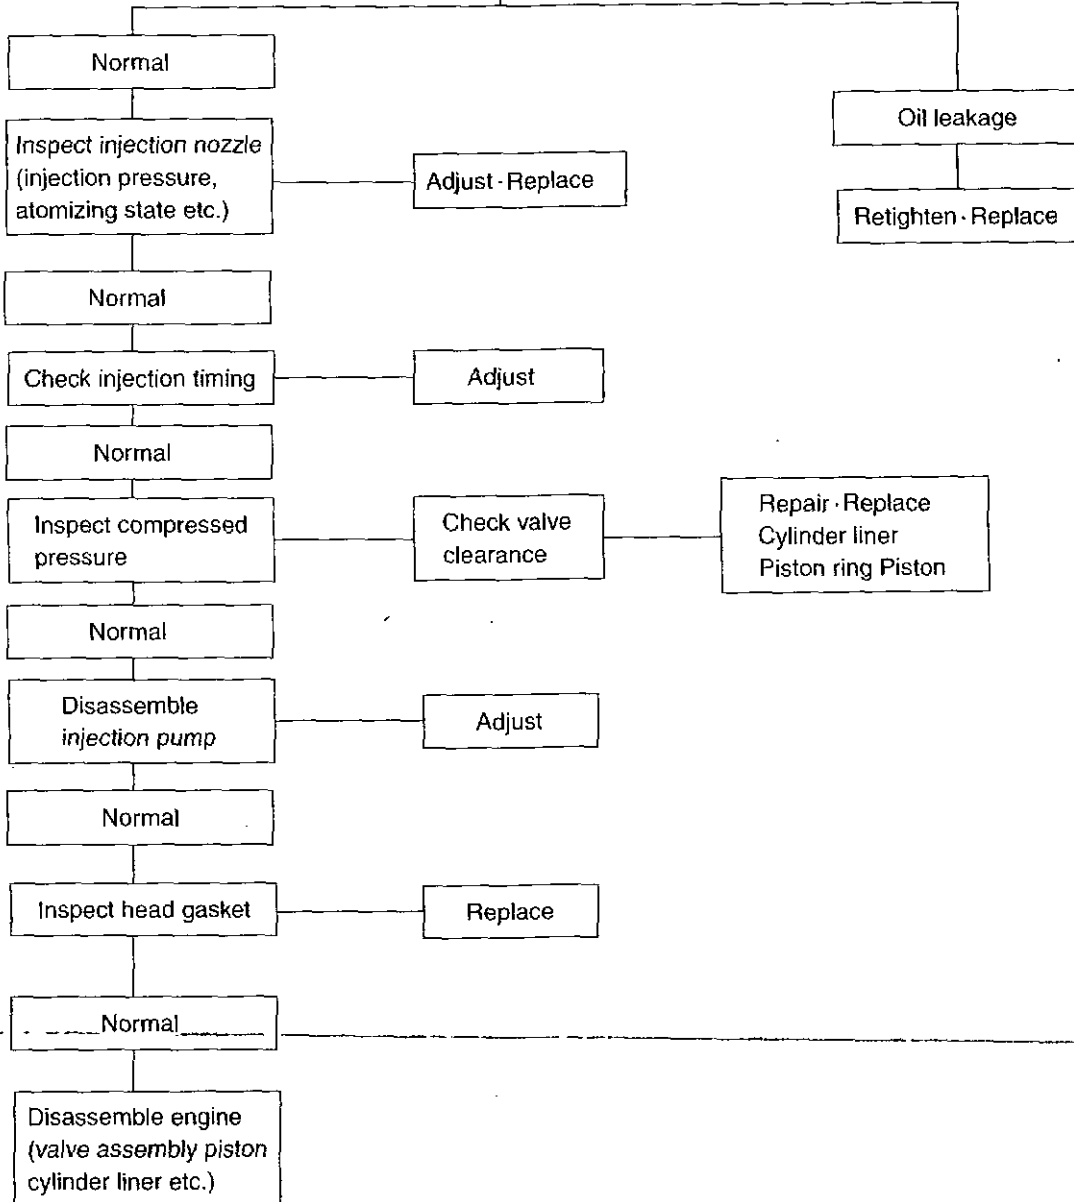 Normal
Oil leakage
Inspect injection nozzle
(injection pressure,
atomizing state etc.)
Adjust·Replace
Retighten·Replace
Normal
Check injection timing
Adjust
Normal
Inspect compressed
pressure
Check valve
clearance
Repair·Replace
Cylinder liner
Piston ring Piston
Normal
Disassemble
injection pump
Adjust
Normal
Inspect head gasket
Replace
Normal
Disassemble engine
(valve assembly piston
cylinder liner etc.)